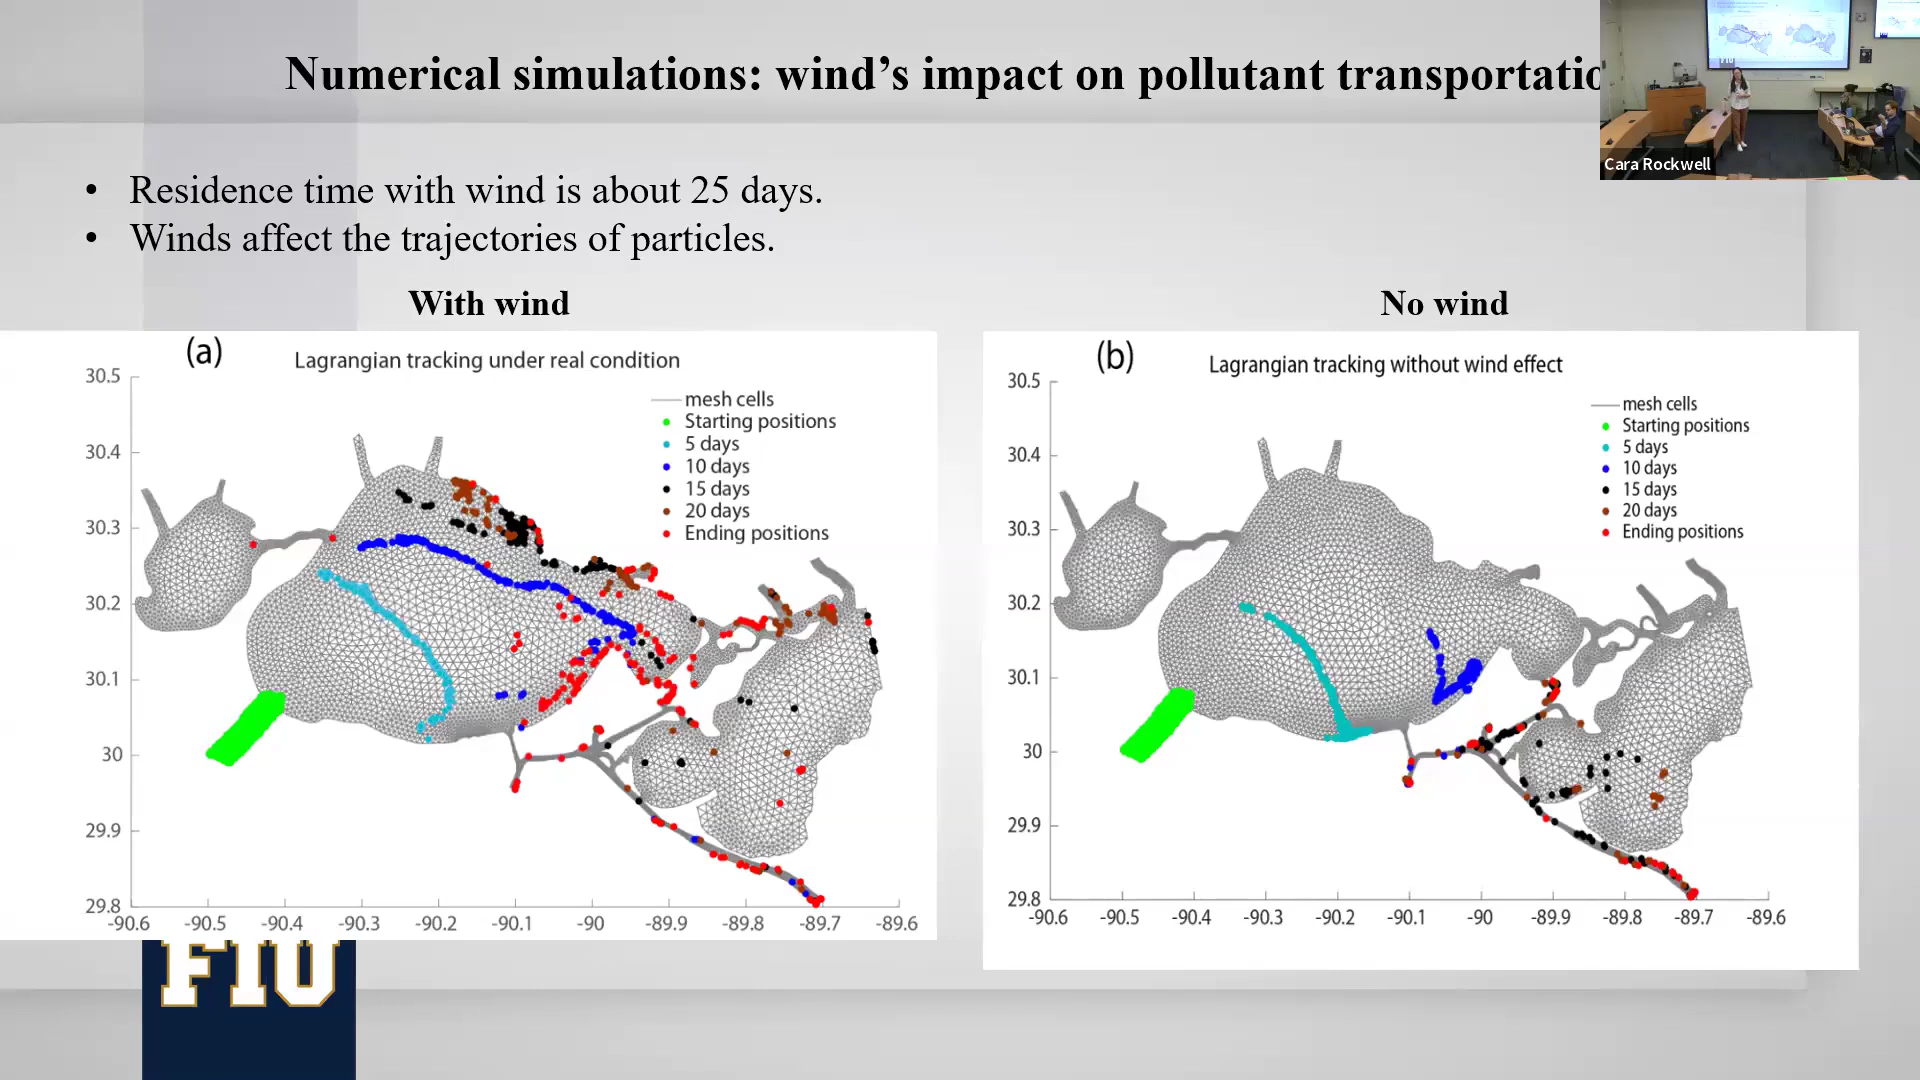 Numerical simulations: wind’s impact on pollutant transportatio
Cara Rockwell
• Residence time with wind is about 25 days.
• Winds affect the trajectories of particles.
With wind
No wind
(a)
Lagrangian tracking under real condition
mesh cells
Starting positions
5 days
10 days
15 days
20 days
Ending positions
30.5
30.4
30.3
30.2
30.1
30
29.9
29.8
-90.6 -90.5 -90.4 -90.3 -90.2 -90.1 -90 -89.9 -89.8 -89.7 -89.6
(b)
Lagrangian tracking without wind effect
mesh cells
Starting positions
5 days
10 days
15 days
20 days
Ending positions
30.5
30.4
30.3
30.2
30.1
30
29.9
29.8
-90.6 -90.5 -90.4 -90.3 -90.2 -90.1 -90 -89.9 -89.8 -89.7 -89.6
FIU